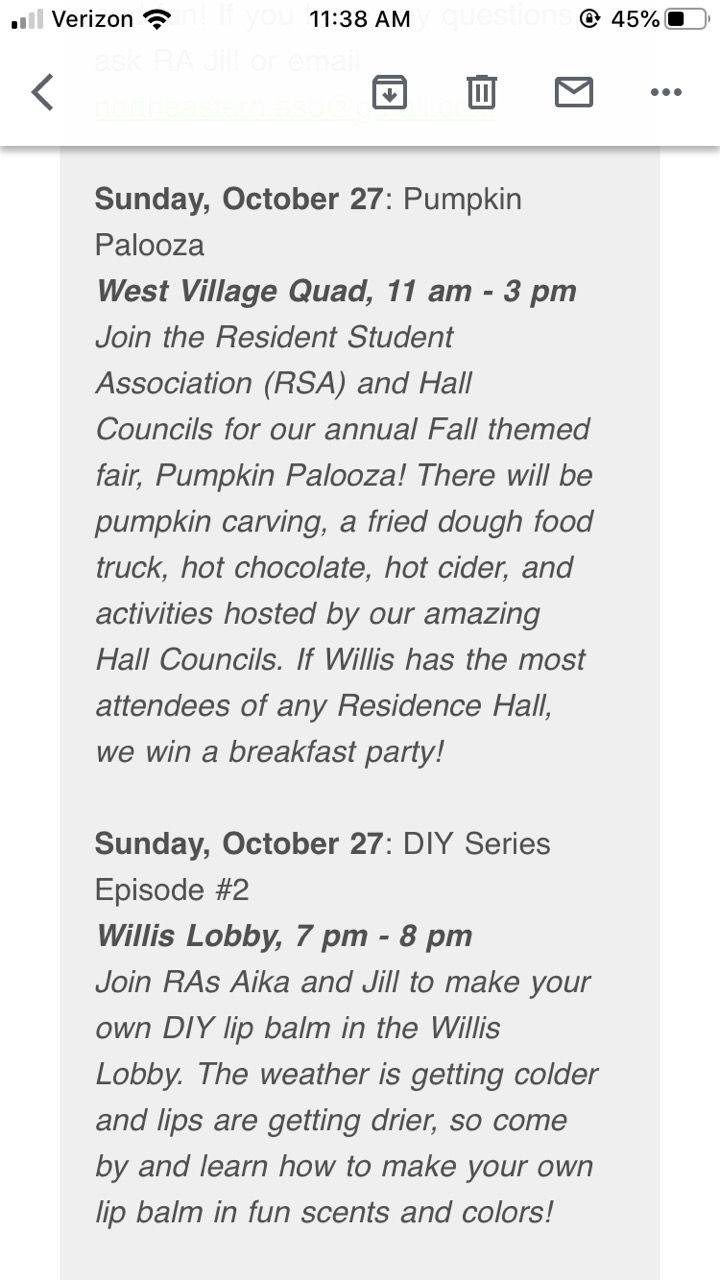 Verizon 11:38 AM 45%
ask RA Jill or email
Sunday, October 27: Pumpkin
Palooza
West Village Quad, 11 am - 3 pm
Join the Resident Student
Association (RSA) and Hall
Councils for our annual Fall themed
fair, Pumpkin Palooza! There will be
pumpkin carving, a fried dough food
truck, hot chocolate, hot cider, and
activities hosted by our amazing
Hall Councils. If Willis has the most
attendees of any Residence Hall,
we win a breakfast party!
Sunday, October 27: DIY Series
Episode #2
Willis Lobby, 7 pm - 8 pm
Join RAs Aika and Jill to make your
own DIY lip balm in the Willis
Lobby. The weather is getting colder
and lips are getting drier, so come
by and learn how to make your own
lip balm in fun scents and colors!